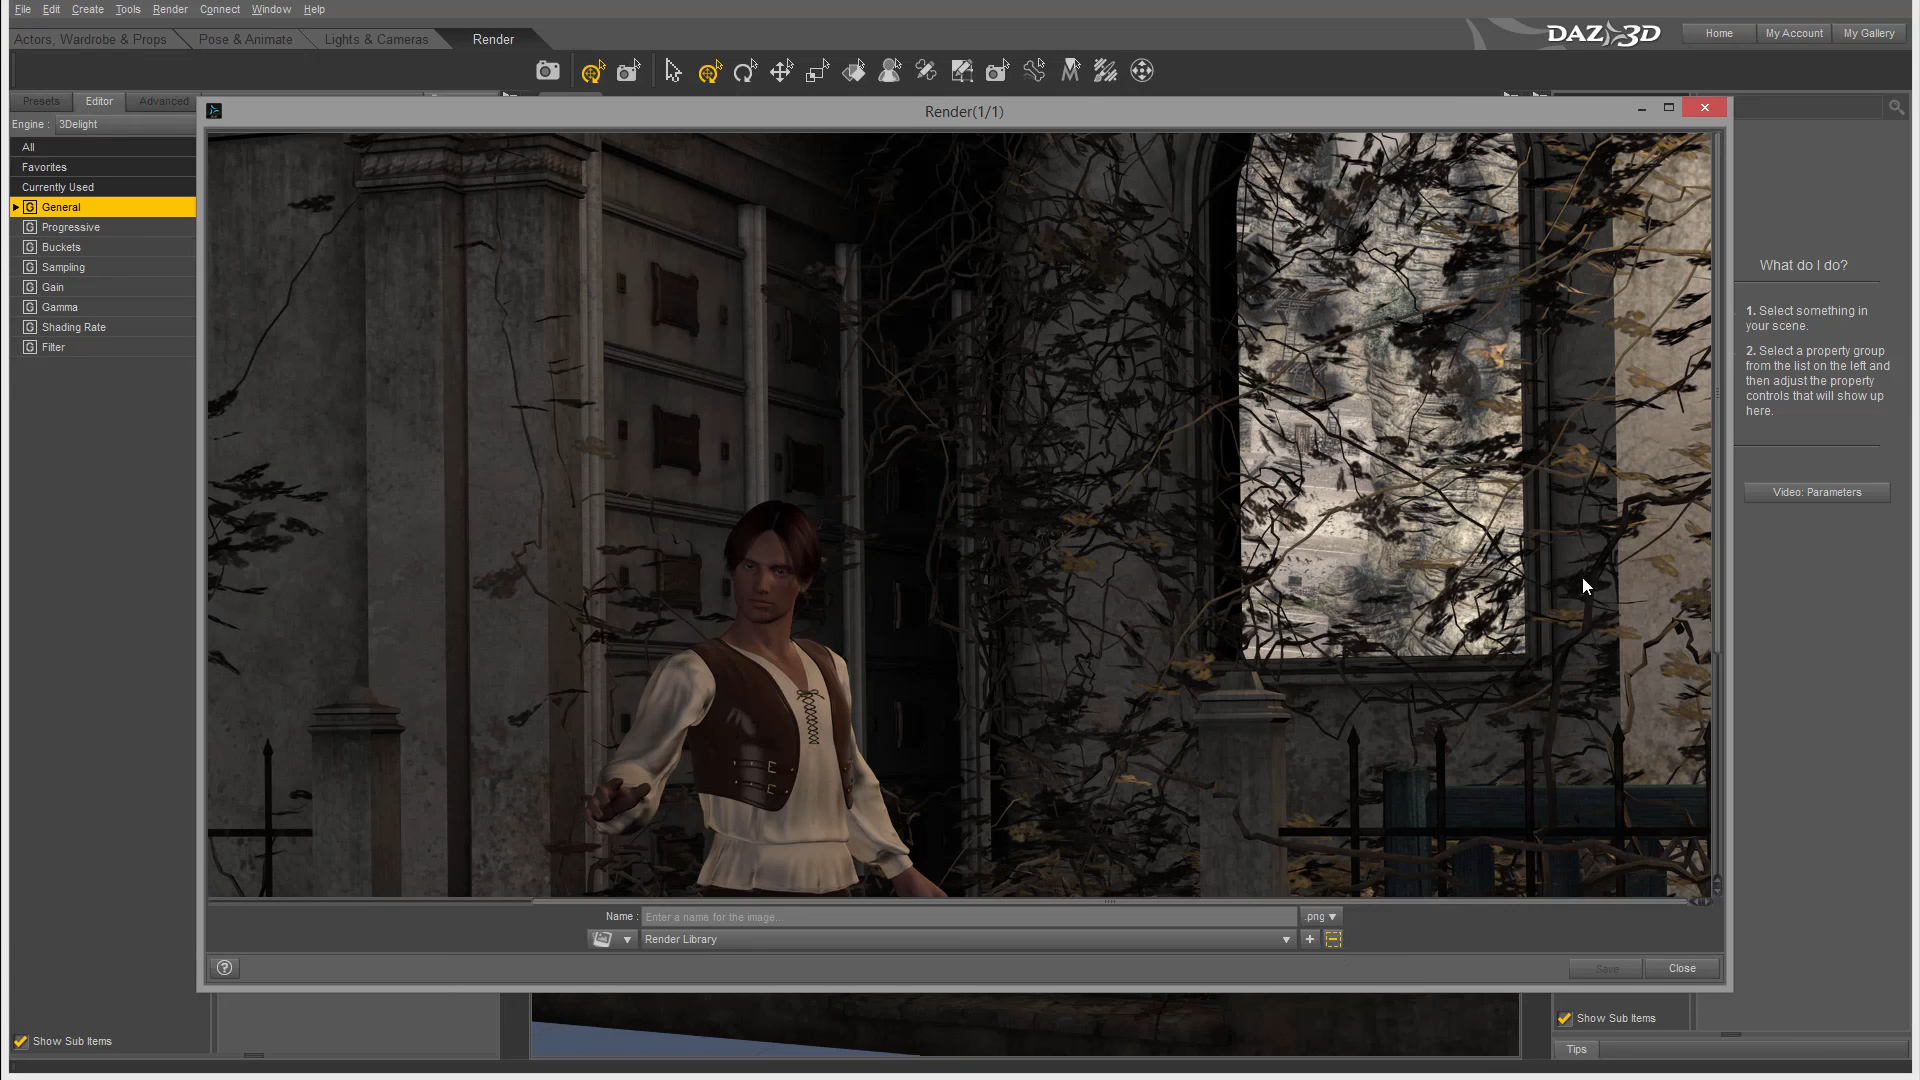 File Edit Create Tools Render Connect Window Help
Actors, Wardrobe & Props Pose & Animate Lights & Cameras Render
DAZ 3D
Home My Account My Gallery
Presets Editor Advanced
Engine : 3Delight
Render(1/1)
All
Favorites
Currently Used
G General
G Progressive
G Buckets
G Sampling
G Gain
G Gamma
G Shading Rate
G Filter
What do I do?
1. Select something in
your scene.
2. Select a property group
from the list on the left and
then adjust the property
controls that will show up
here.
Video: Parameters
Name : Enter a name for the image... .png
Render Library
Save Close
Show Sub Items
Show Sub Items
Tips